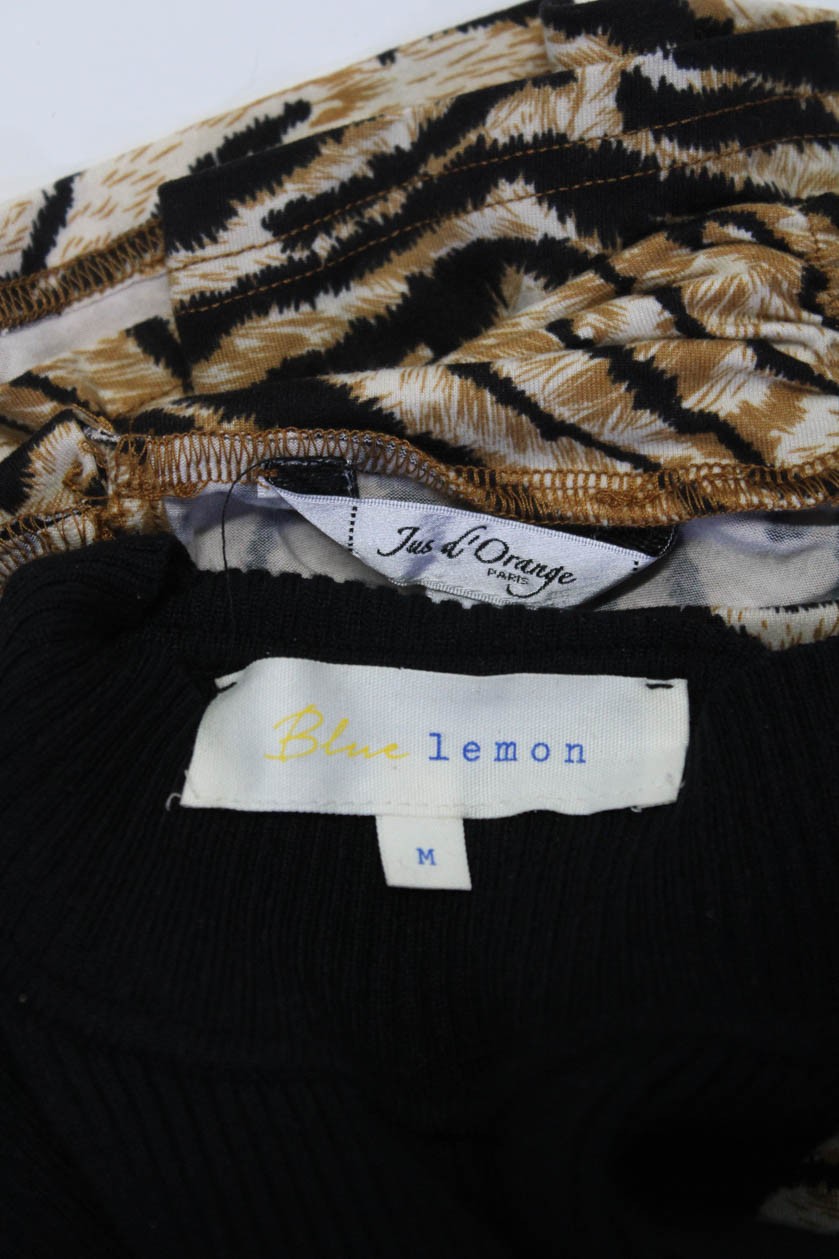 Jus d'Orange
PARIS
Blue lemon
M